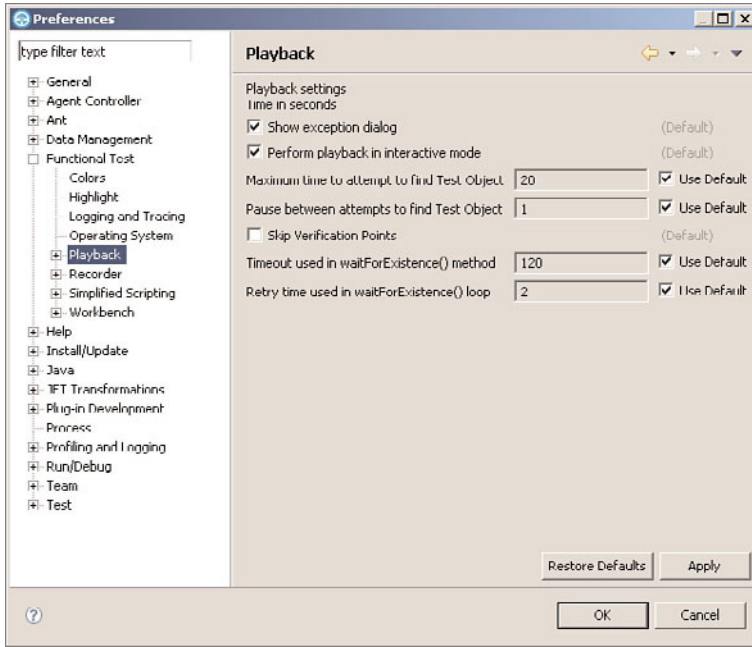 Preferences
type filter text
General
Agent Controller
Ant
Data Management
Functional Test
Colors
Highlight
Logging and Tracing
Operating System
Playback
Recorder
Simplified Scripting
Workbench
Help
Install/Update
Java
JET Transformations
Plug-in Development
Process
Profiling and Logging
Run/Debug
Team
Test
Playback
Playback settings
Time in seconds
Show exception dialog (Default)
Perform playback in interactive mode (Default)
Maximum time to attempt to find Test Object 20 Use Default
Pause between attempts to find Test Object 1 Use Default
Skip Verification Points (Default)
Timeout used in waitForExistence() method 120 Use Default
Retry time used in waitForExistence() loop 2 Use Default
Restore Defaults Apply
? OK Cancel